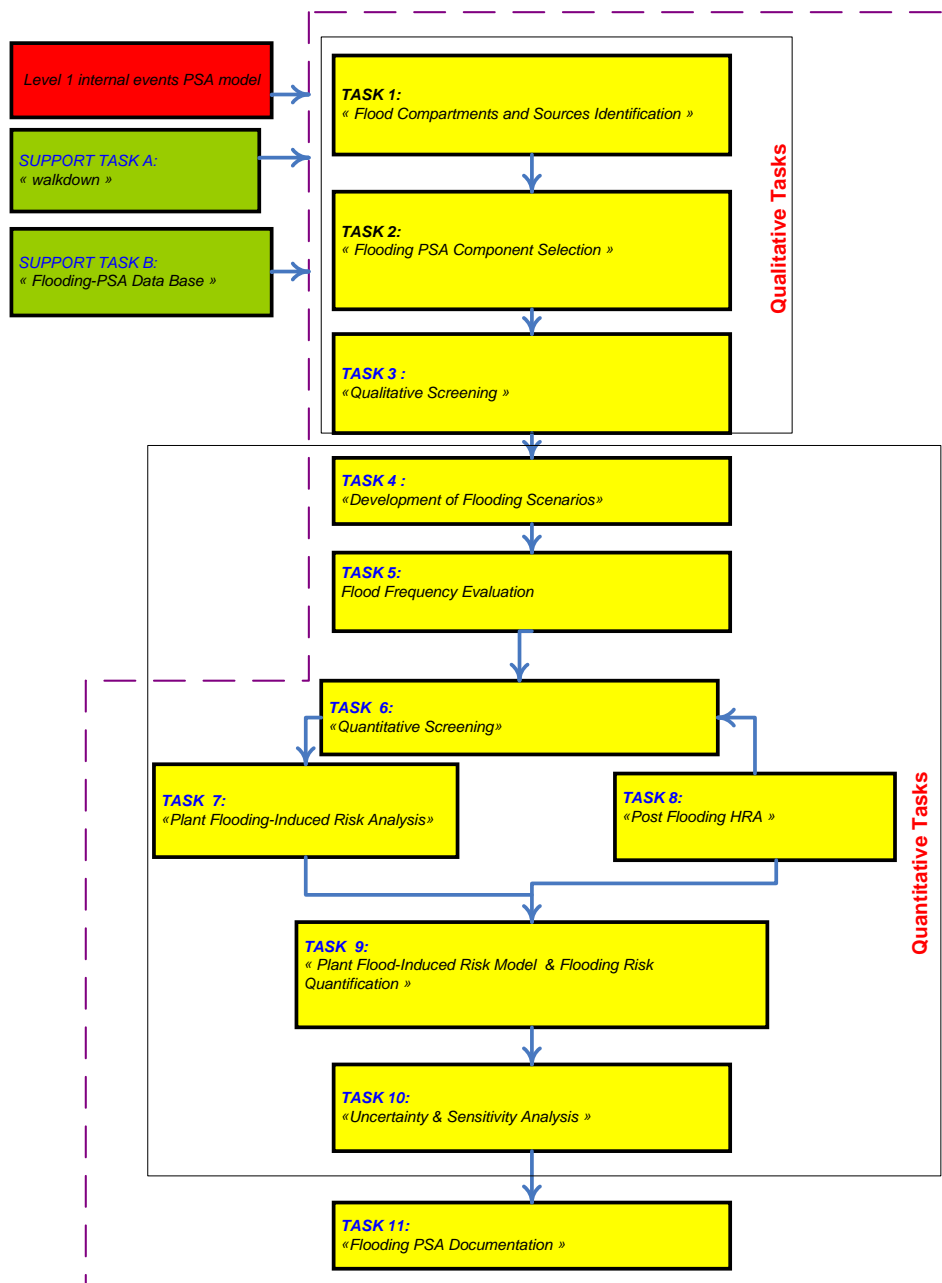 Level 1 internal events PSA model
SUPPORT TASK A:
« walkdown »
SUPPORT TASK B:
« Flooding-PSA Data Base »
TASK 1:
« Flood Compartments and Sources Identification »
TASK 2:
« Flooding PSA Component Selection »
TASK 3 :
«Qualitative Screening »
Qualitative Tasks
TASK 4 :
«Development of Flooding Scenarios»
TASK 5:
Flood Frequency Evaluation
TASK 6:
«Quantitative Screening»
TASK 7:
«Plant Flooding-Induced Risk Analysis»
TASK 8:
«Post Flooding HRA »
TASK 9:
« Plant Flood-Induced Risk Model & Flooding Risk
Quantification »
TASK 10:
«Uncertainty & Sensitivity Analysis »
Quantitative Tasks
TASK 11:
«Flooding PSA Documentation »